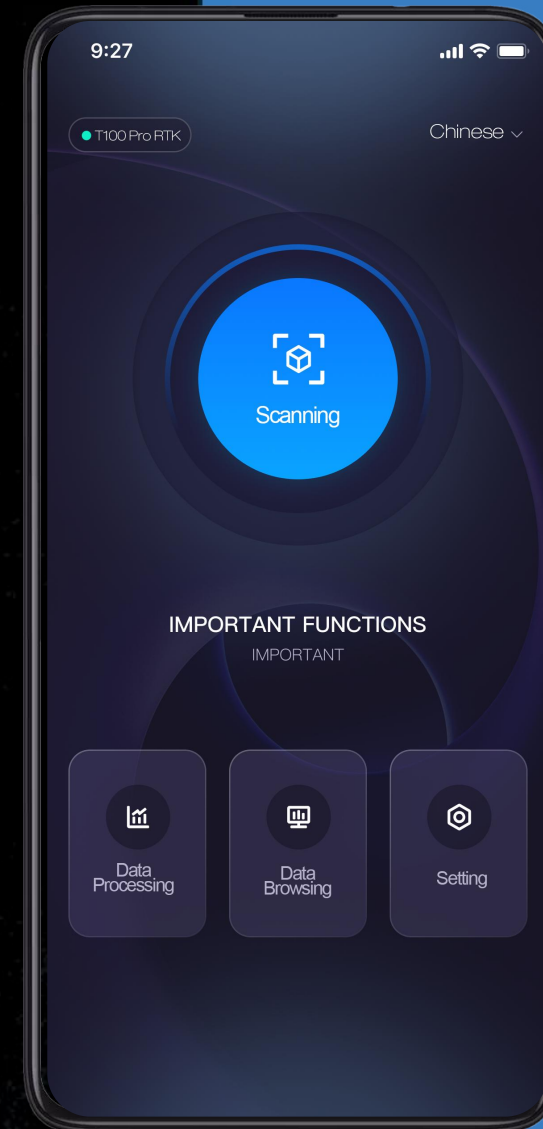 9:27
T100 Pro RTK
Chinese
Scanning
IMPORTANT FUNCTIONS
IMPORTANT
Data
Processing
Data
Browsing
Setting